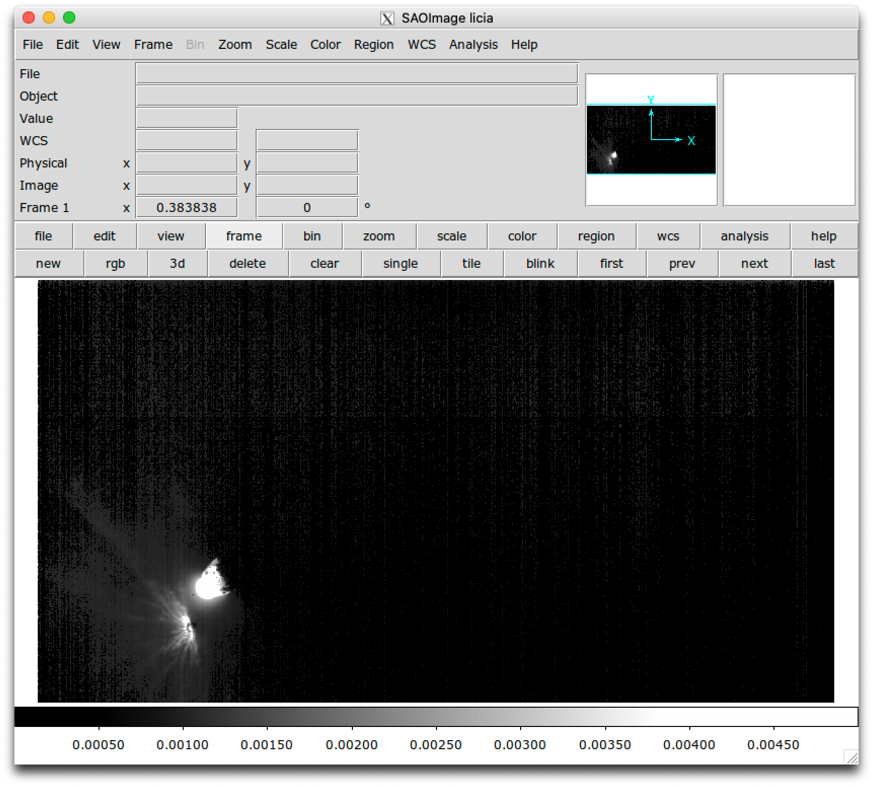 SAOImage licia
File Edit View Frame Bin Zoom Scale Color Region WCS Analysis Help
File
Object
Value
WCS
Physical x y
Image x y
Frame 1 x 0.383838 0 °
Y
X
file edit view frame bin zoom scale color region wcs analysis help
new rgb 3d delete clear single tile blink first prev next last
0.00050 0.00100 0.00150 0.00200 0.00250 0.00300 0.00350 0.00400 0.00450